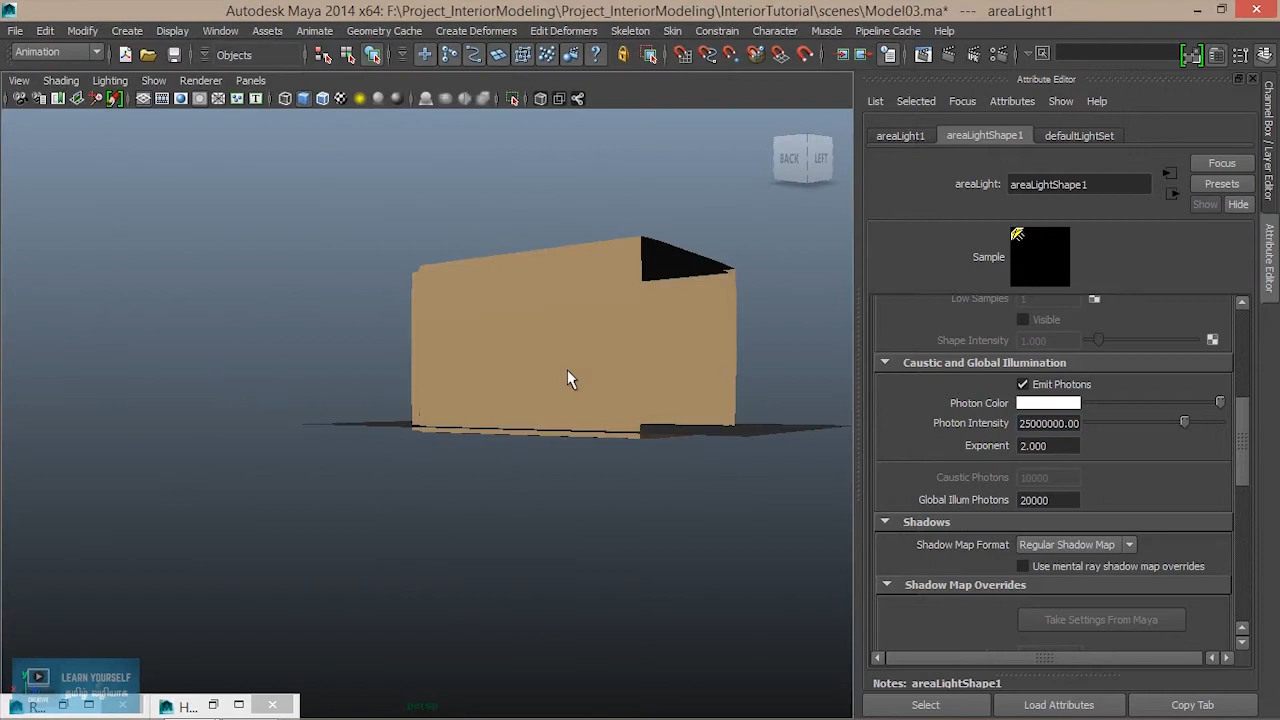 Autodesk Maya 2014 x64: F:\Project_InteriorModeling\Project_InteriorModeling\InteriorTutorial\scenes\Model03.ma* --- areaLight1
File Edit Modify Create Display Window Assets Animate Geometry Cache Create Deformers Edit Deformers Skeleton Skin Constrain Character Muscle Pipeline Cache Help
Animation Objects
View Shading Lighting Show Renderer Panels
Attribute Editor
List Selected Focus Attributes Show Help
areaLight1 areaLightShape1 defaultLightSet
Focus
areaLight: areaLightShape1 Presets
Show Hide
Sample
BACK LEFT
Low Samples 1
Visible
Shape Intensity 1.000
Caustic and Global Illumination
Emit Photons
Photon Color
Photon Intensity 25000000.00
Exponent 2.000
Caustic Photons 10000
Global Illum Photons 20000
Shadows
Shadow Map Format Regular Shadow Map
Use mental ray shadow map overrides
Shadow Map Overrides
Take Settings From Maya
Notes: areaLightShape1
Select Load Attributes Copy Tab
Channel Box / Layer Editor
Attribute Editor
LEARN YOURSELF
தமிழ் வழியாக
CREATIVE
R... H...
persp